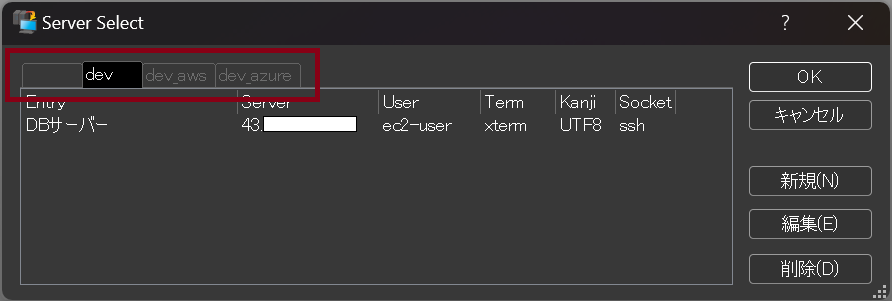 Server Select
dev dev_aws dev_azure
Entry Server User Term Kanji Socket
DBサーバー 43. ec2-user xterm UTF8 ssh
OK
キャンセル
新規(N)
編集(E)
削除(D)